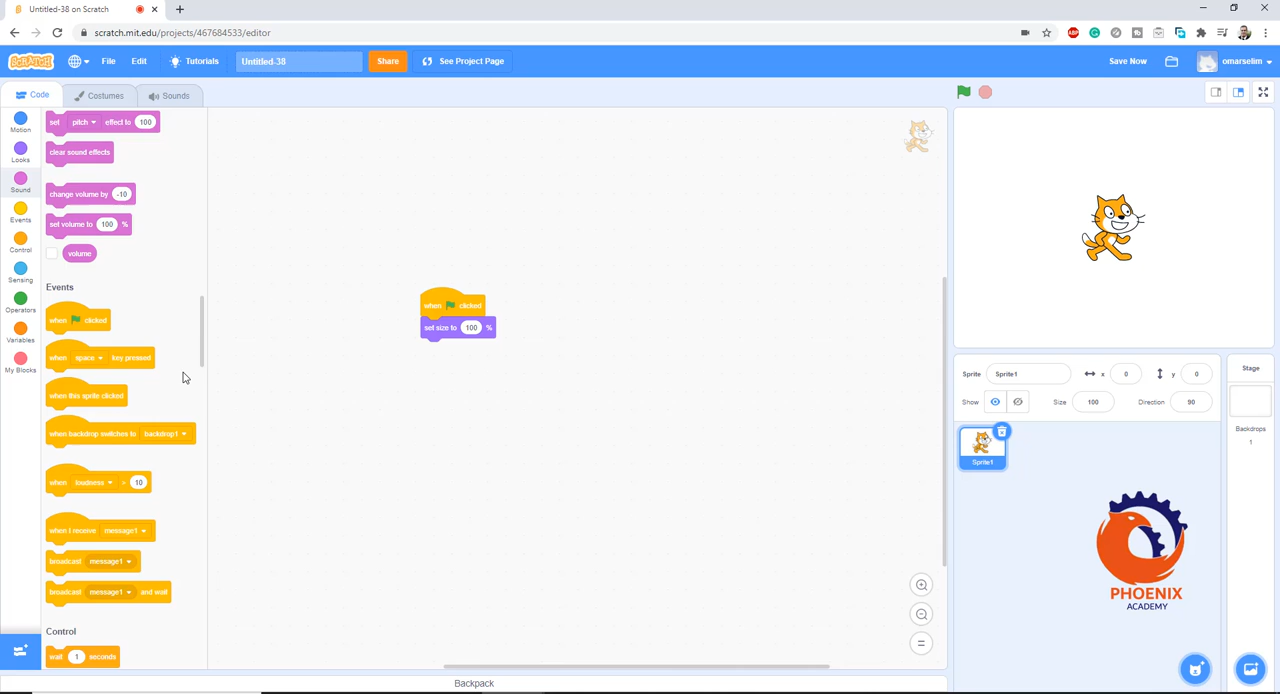 Untitled-38 on Scratch
scratch.mit.edu/projects/467684533/editor
SCRATCH
File
Edit
Tutorials
Untitled-38
Share
See Project Page
Save Now
omarselim
Code
Costumes
Sounds
Motion
Looks
Sound
Events
Control
Sensing
Operators
Variables
My Blocks
set pitch effect to 100
clear sound effects
change volume by -10
set volume to 100 %
volume
Events
when clicked
when space key pressed
when this sprite clicked
when backdrop switches to backdrop1
when loudness > 10
when I receive message1
broadcast message1
broadcast message1 and wait
Control
wait 1 seconds
when clicked
set size to 100 %
Sprite Sprite1 x 0 y 0
Show Size 100 Direction 90
Sprite1
Stage
Backdrops
1
PHOENIX
ACADEMY
Backpack